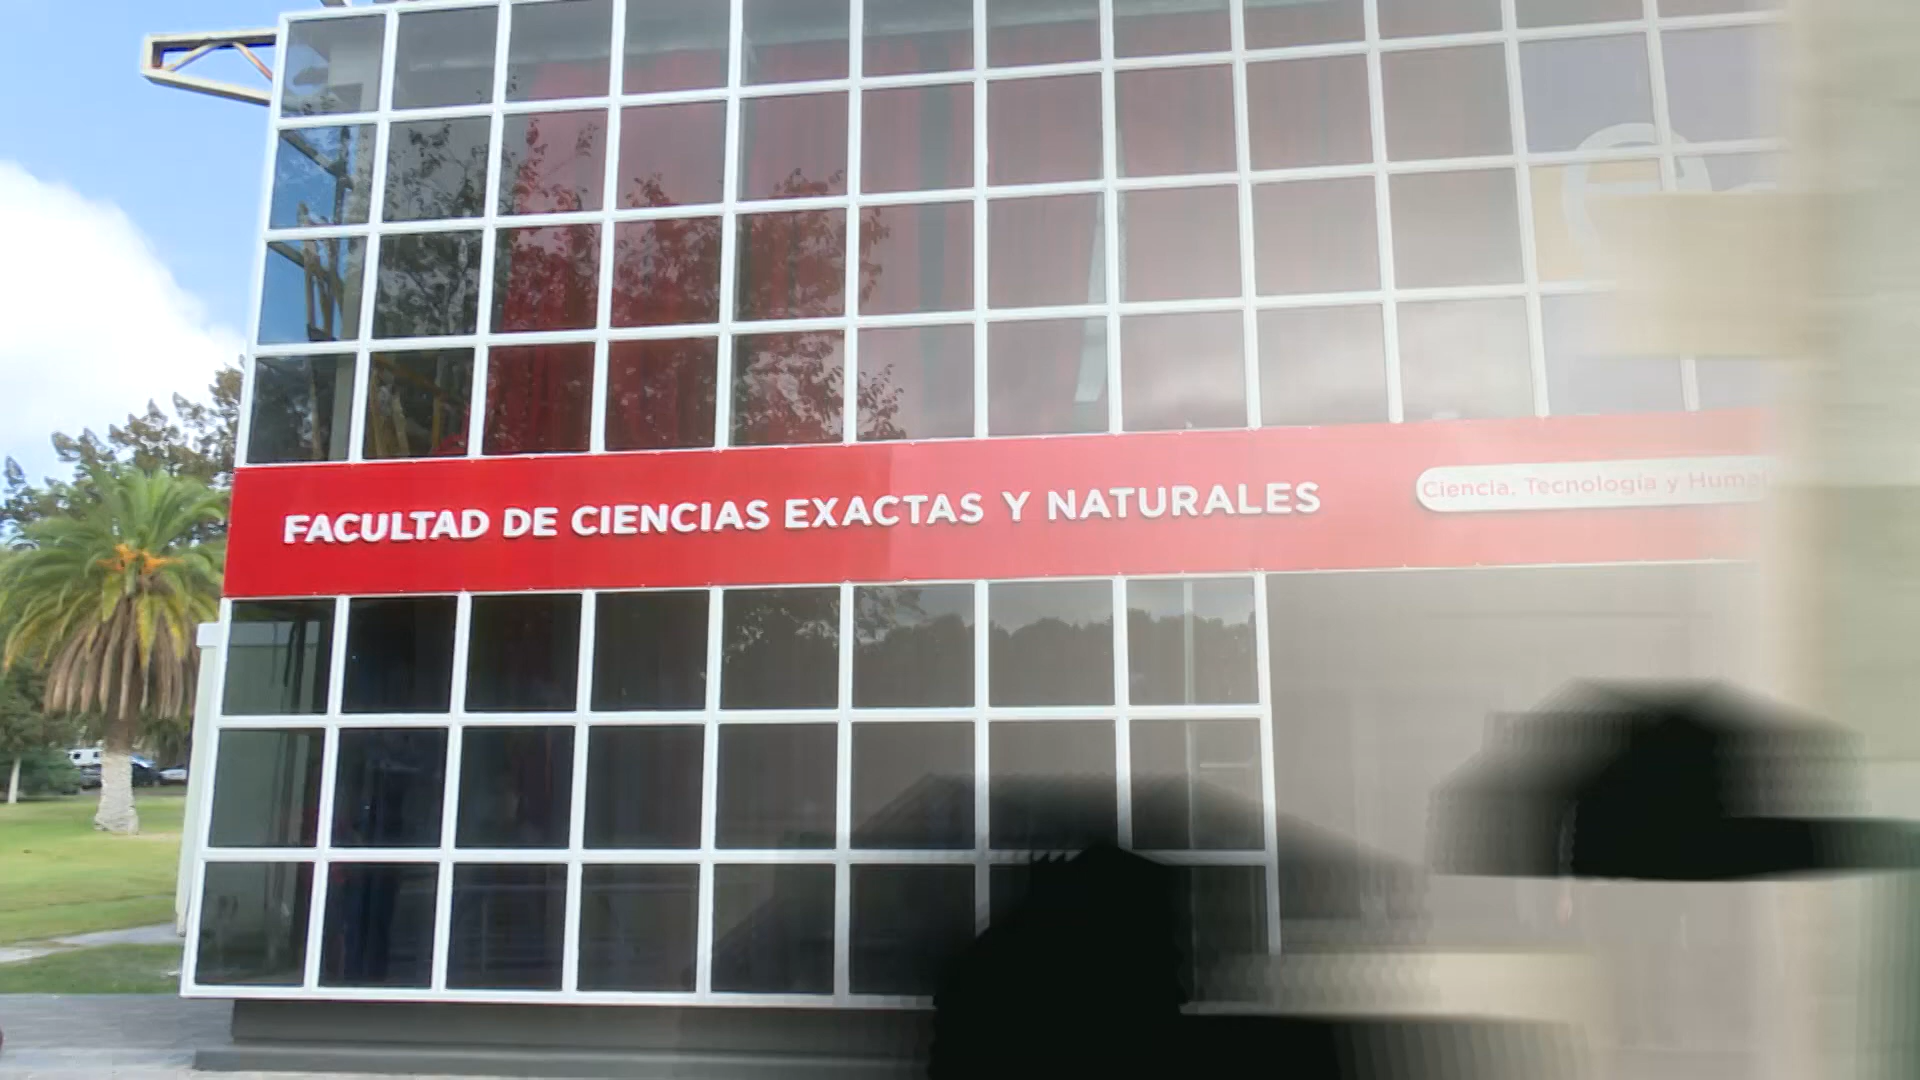 FACULTAD DE CIENCIAS EXACTAS Y NATURALES
Ciencia, Tecnología y